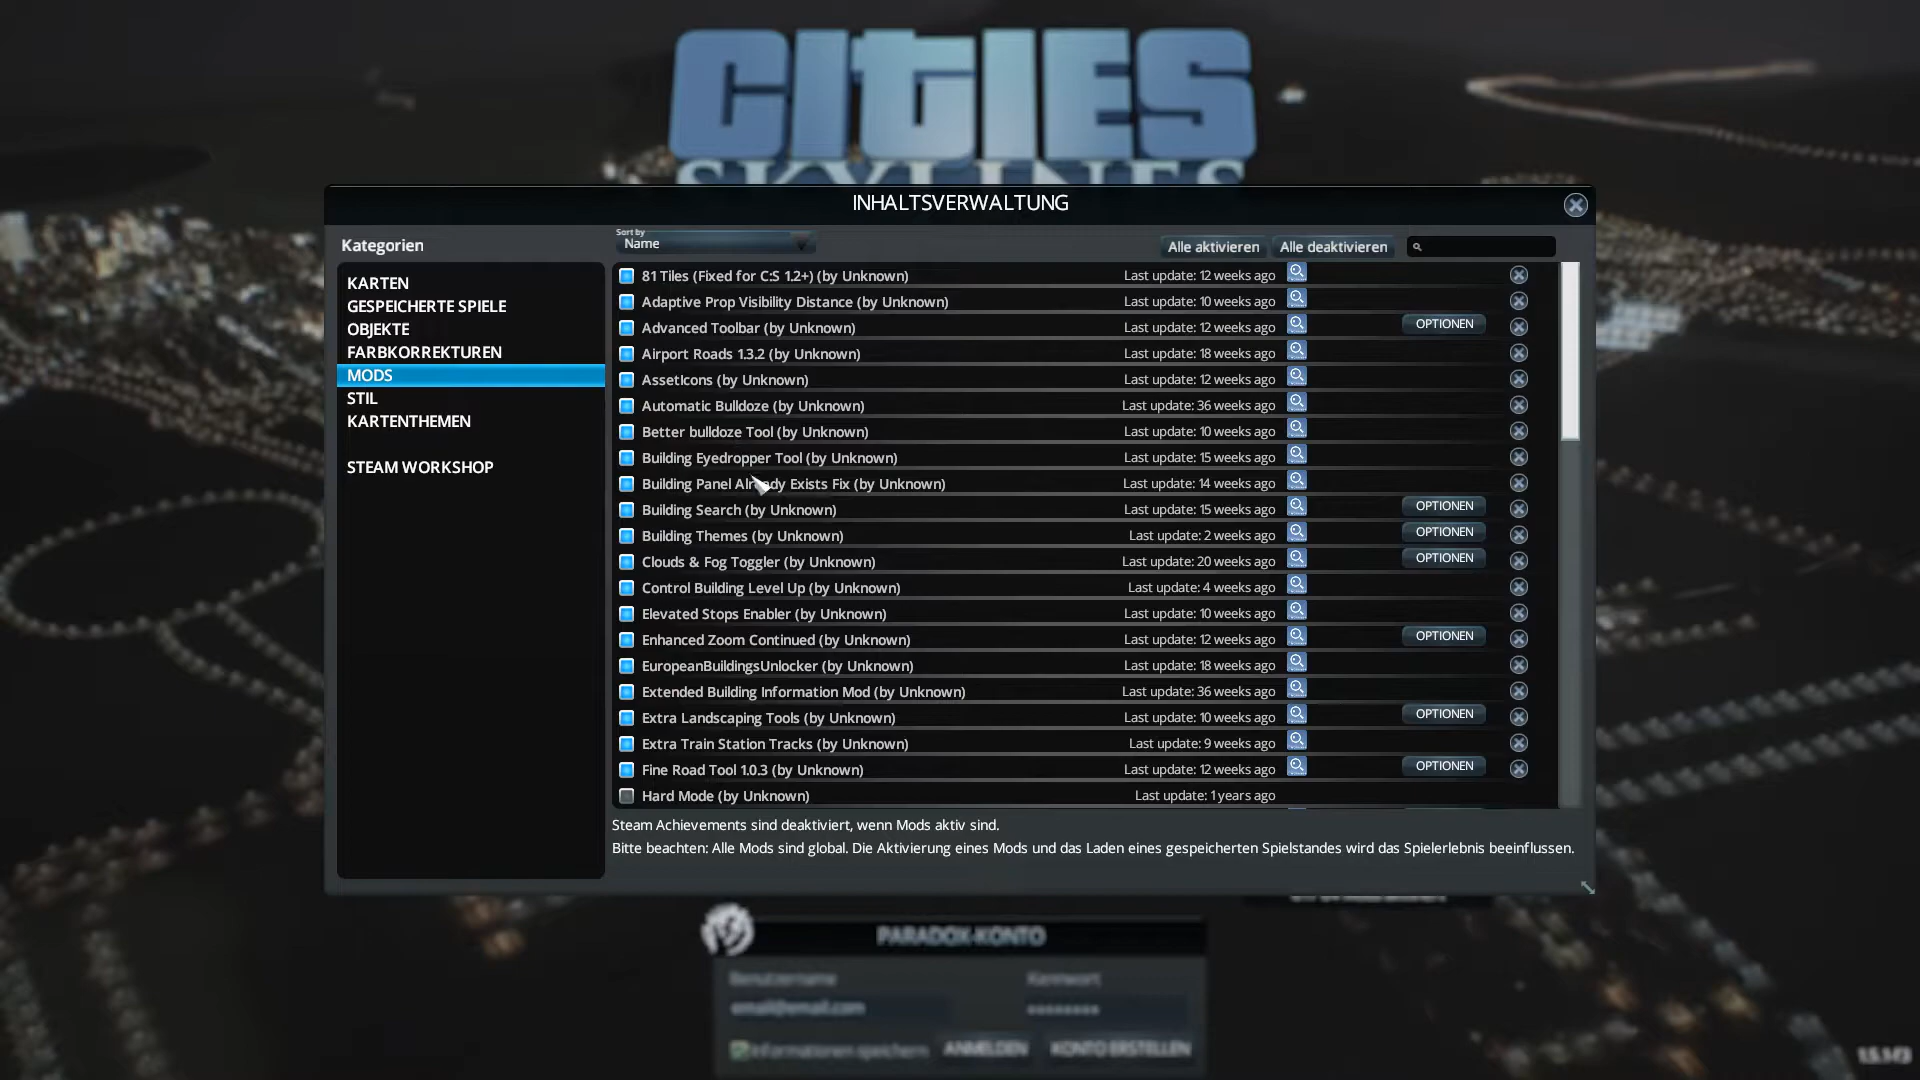 CITIES
SKYLINES
INHALTSVERWALTUNG
Kategorien
Sort by
Name
Alle aktivieren
Alle deaktivieren
KARTEN
GESPEICHERTE SPIELE
OBJEKTE
FARBKORREKTUREN
MODS
STIL
KARTENTHEMEN
STEAM WORKSHOP
81 Tiles (Fixed for C:S 1.2+) (by Unknown) Last update: 12 weeks ago
Adaptive Prop Visibility Distance (by Unknown) Last update: 10 weeks ago
Advanced Toolbar (by Unknown) Last update: 12 weeks ago OPTIONEN
Airport Roads 1.3.2 (by Unknown) Last update: 18 weeks ago
AssetIcons (by Unknown) Last update: 12 weeks ago
Automatic Bulldoze (by Unknown) Last update: 36 weeks ago
Better bulldoze Tool (by Unknown) Last update: 10 weeks ago
Building Eyedropper Tool (by Unknown) Last update: 15 weeks ago
Building Panel Already Exists Fix (by Unknown) Last update: 14 weeks ago
Building Search (by Unknown) Last update: 15 weeks ago OPTIONEN
Building Themes (by Unknown) Last update: 2 weeks ago OPTIONEN
Clouds & Fog Toggler (by Unknown) Last update: 20 weeks ago OPTIONEN
Control Building Level Up (by Unknown) Last update: 4 weeks ago
Elevated Stops Enabler (by Unknown) Last update: 10 weeks ago
Enhanced Zoom Continued (by Unknown) Last update: 12 weeks ago OPTIONEN
EuropeanBuildingsUnlocker (by Unknown) Last update: 18 weeks ago
Extended Building Information Mod (by Unknown) Last update: 36 weeks ago
Extra Landscaping Tools (by Unknown) Last update: 10 weeks ago OPTIONEN
Extra Train Station Tracks (by Unknown) Last update: 9 weeks ago
Fine Road Tool 1.0.3 (by Unknown) Last update: 12 weeks ago OPTIONEN
Hard Mode (by Unknown) Last update: 1 years ago
Steam Achievements sind deaktiviert, wenn Mods aktiv sind.
Bitte beachten: Alle Mods sind global. Die Aktivierung eines Mods und das Laden eines gespeicherten Spielstandes wird das Spielerlebnis beeinflussen.
PARADOX-KONTO
Benutzername
Kennwort
email@email.com
********
Informationen speichern
ANMELDEN
KONTO ERSTELLEN